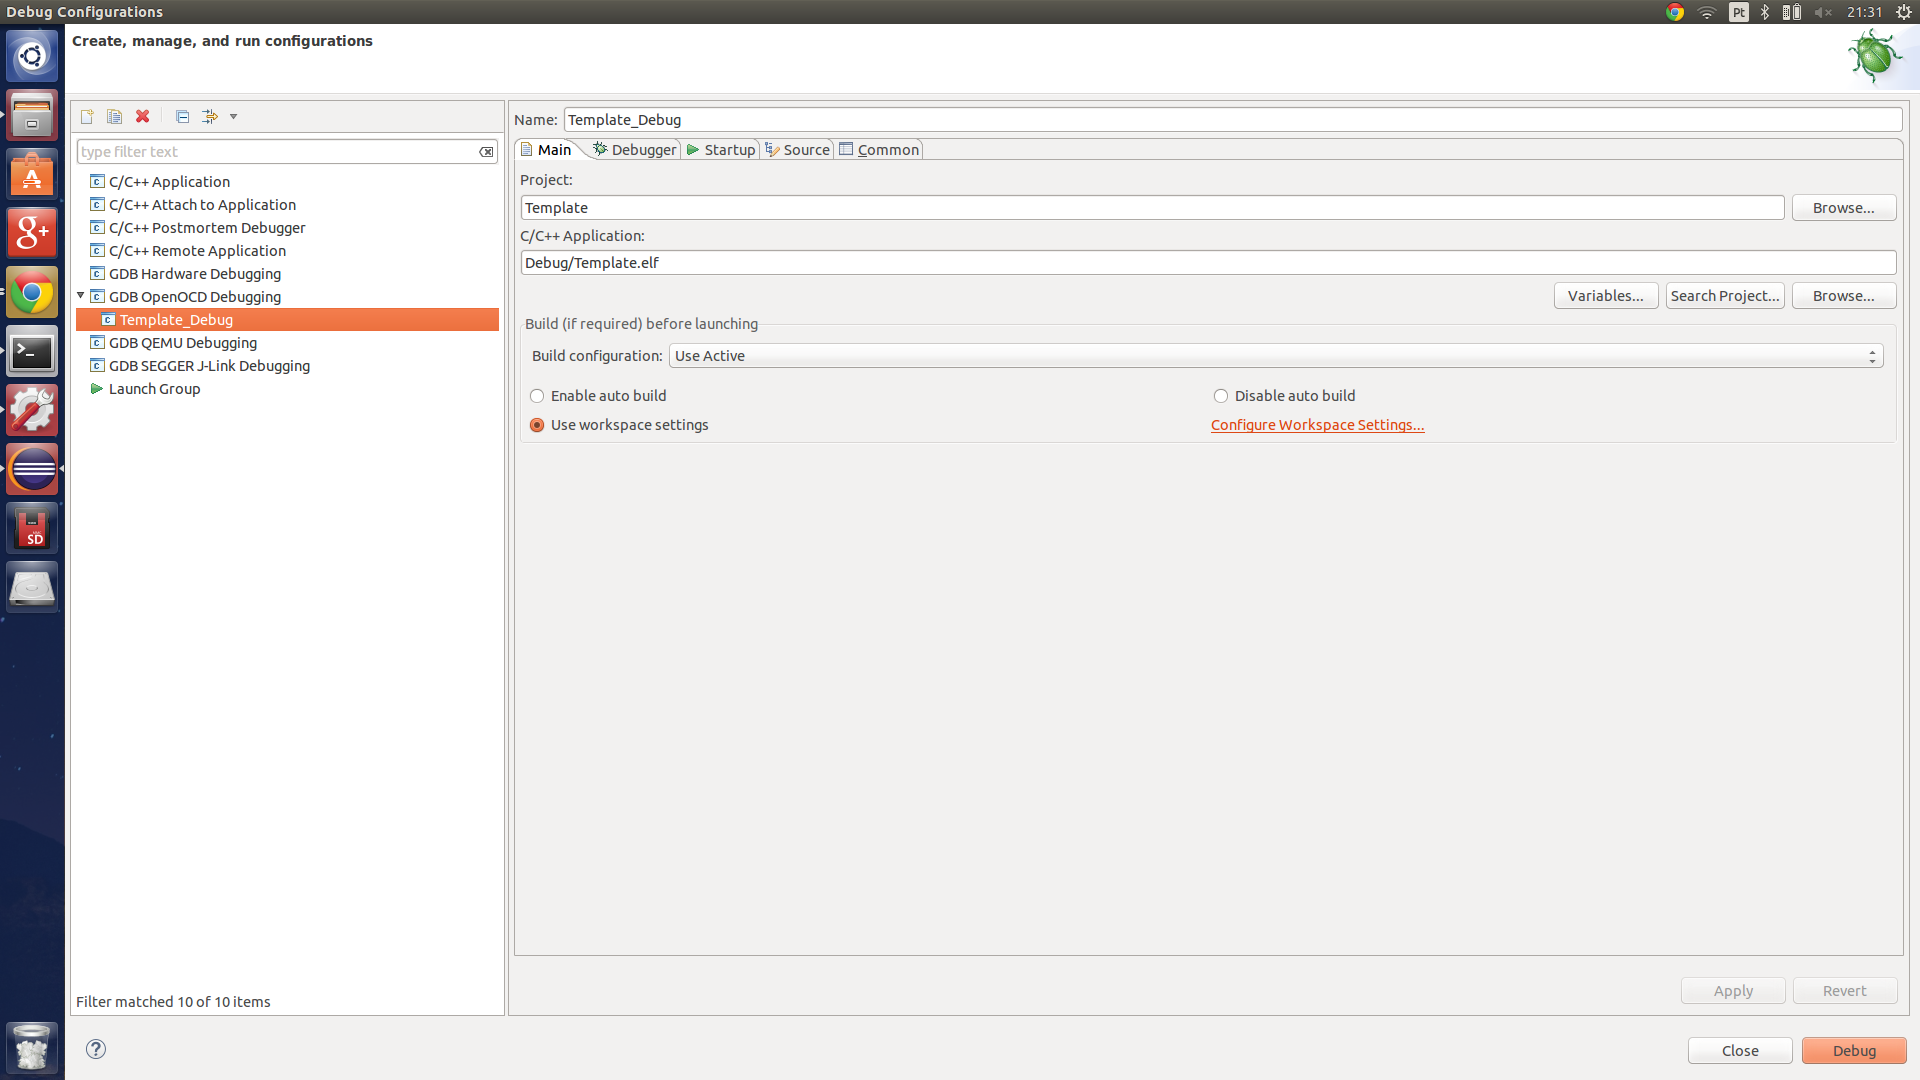 Debug Configurations
Pt
21:31
Create, manage, and run configurations
type filter text
C/C++ Application
C/C++ Attach to Application
C/C++ Postmortem Debugger
C/C++ Remote Application
GDB Hardware Debugging
GDB OpenOCD Debugging
Template_Debug
GDB QEMU Debugging
GDB SEGGER J-Link Debugging
Launch Group
Filter matched 10 of 10 items
Name: Template_Debug
Main Debugger Startup Source Common
Project:
Template Browse...
C/C++ Application:
Debug/Template.elf
Variables... Search Project... Browse...
Build (if required) before launching
Build configuration: Use Active
Enable auto build Disable auto build
Use workspace settings Configure Workspace Settings...
Apply Revert
Close Debug
g+
A
>_
SD
?